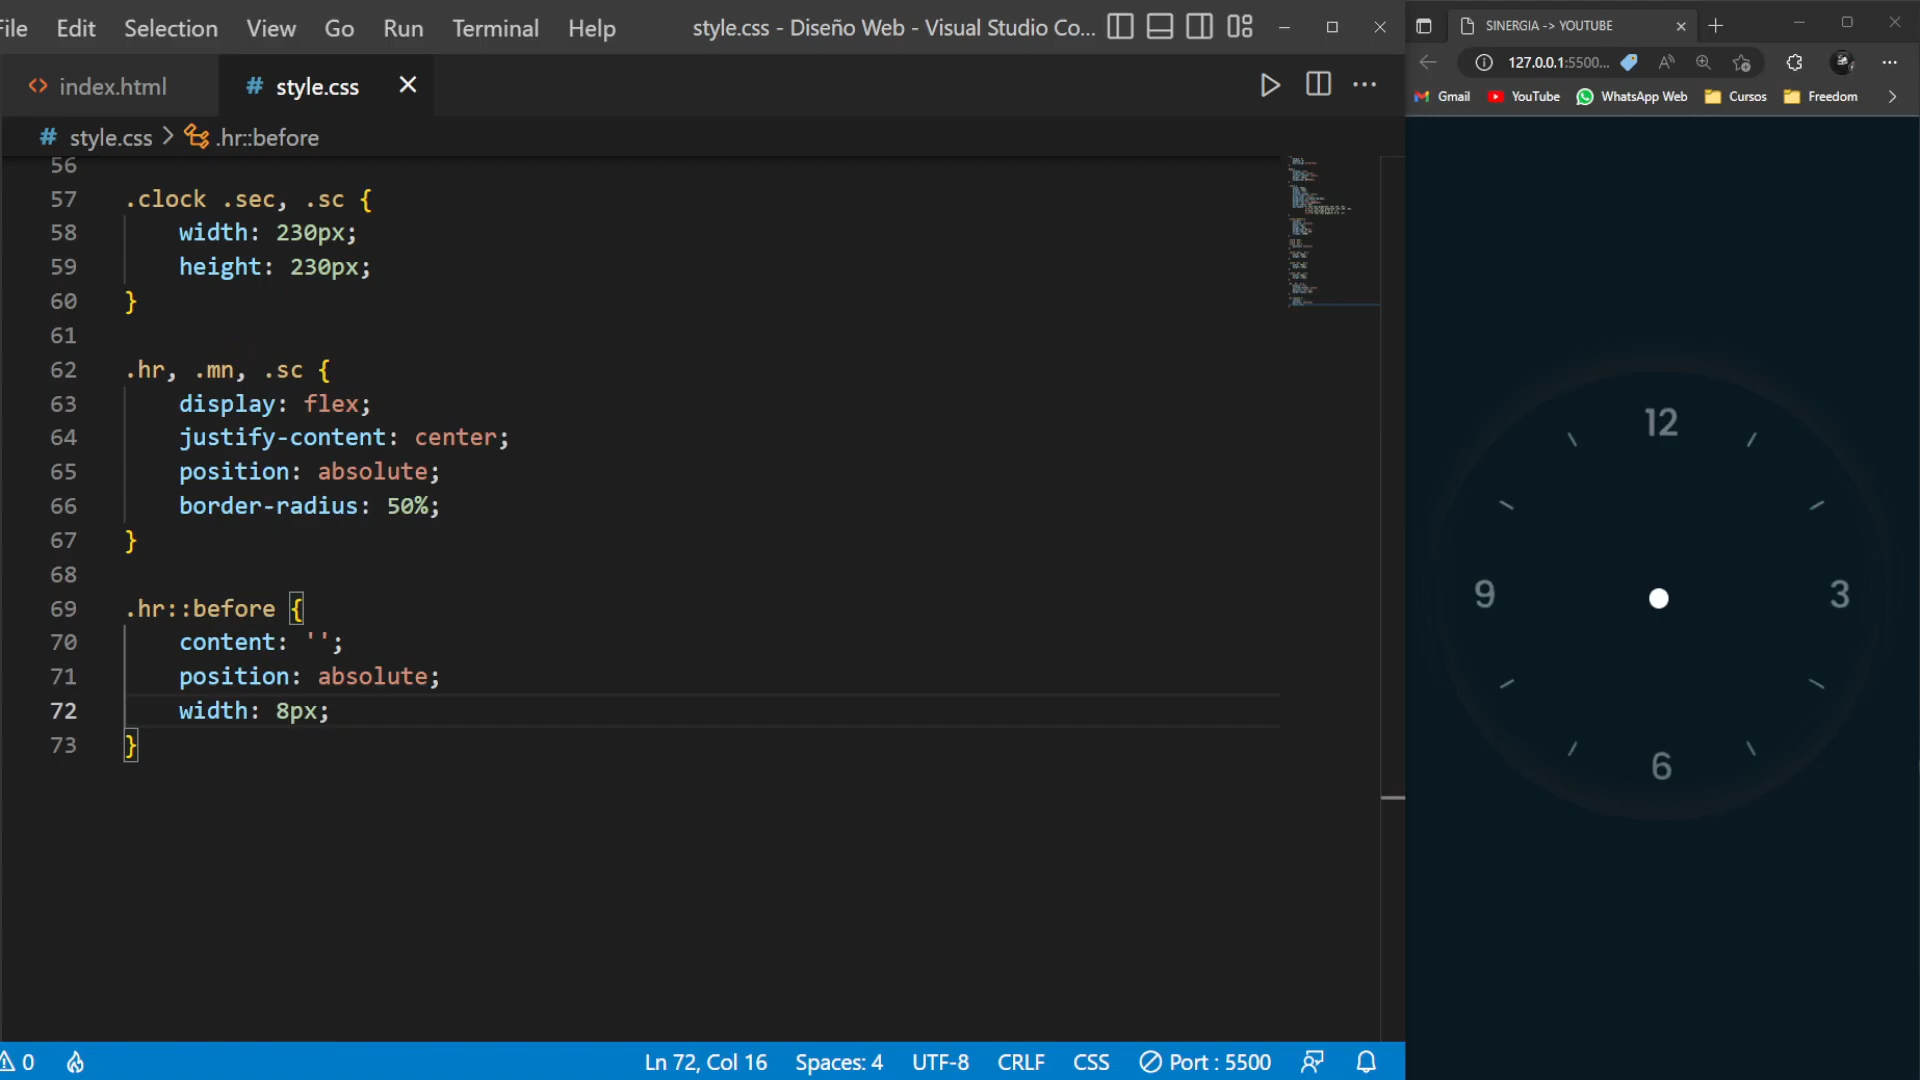 File Edit Selection View Go Run Terminal Help style.css - Diseño Web - Visual Studio Co...
index.html # style.css
# style.css > .hr::before
56
57 .clock .sec, .sc {
58 width: 230px;
59 height: 230px;
60 }
61
62 .hr, .mn, .sc {
63 display: flex;
64 justify-content: center;
65 position: absolute;
66 border-radius: 50%;
67 }
68
69 .hr::before {
70 content: '';
71 position: absolute;
72 width: 8px;
73 }
0 Ln 72, Col 16 Spaces: 4 UTF-8 CRLF CSS Port : 5500
SINERGIA -> YOUTUBE
127.0.0.1:5500...
Gmail YouTube WhatsApp Web Cursos Freedom
12
9 3
6